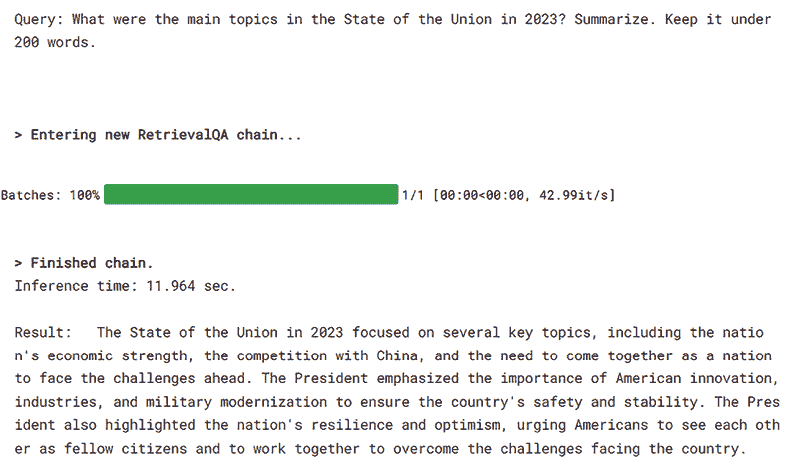 Query: What were the main topics in the State of the Union in 2023? Summarize. Keep it under
200 words.
> Entering new RetrievalQA chain...
Batches: 100% 1/1 [00:00<00:00, 42.99it/s]
> Finished chain.
Inference time: 11.964 sec.
Result: The State of the Union in 2023 focused on several key topics, including the natio
n's economic strength, the competition with China, and the need to come together as a nation
to face the challenges ahead. The President emphasized the importance of American innovation,
industries, and military modernization to ensure the country's safety and stability. The Pres
ident also highlighted the nation's resilience and optimism, urging Americans to see each oth
er as fellow citizens and to work together to overcome the challenges facing the country.